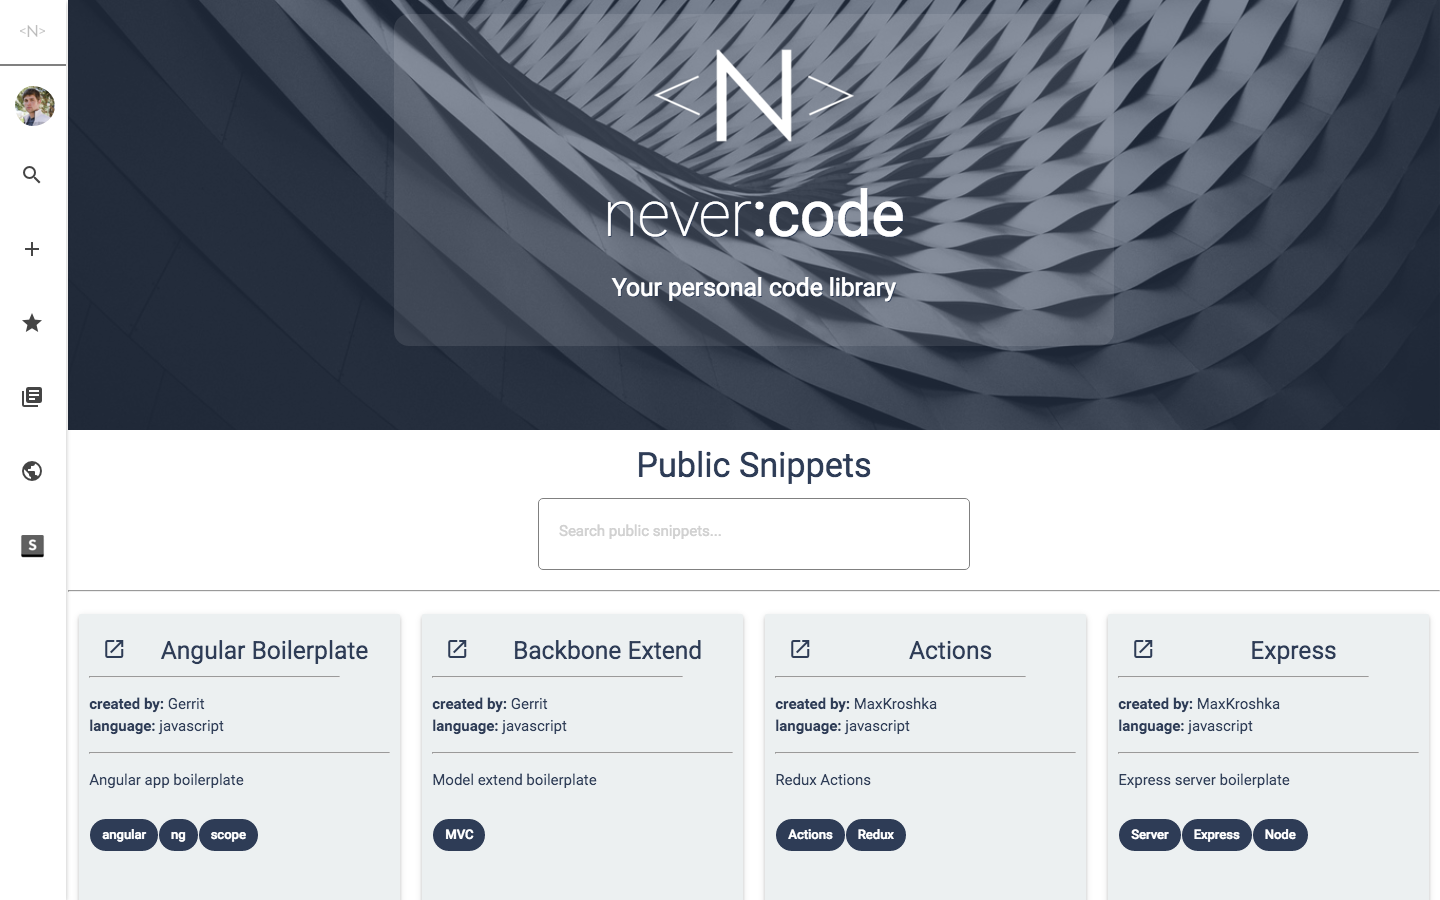 <N>
<N>
never:code
Your personal code library
Public Snippets
Search public snippets...
Angular Boilerplate
created by: Gerrit
language: javascript
Angular app boilerplate
angular ng scope
Backbone Extend
created by: Gerrit
language: javascript
Model extend boilerplate
MVC
Actions
created by: MaxKroshka
language: javascript
Redux Actions
Actions Redux
Express
created by: MaxKroshka
language: javascript
Express server boilerplate
Server Express Node
S